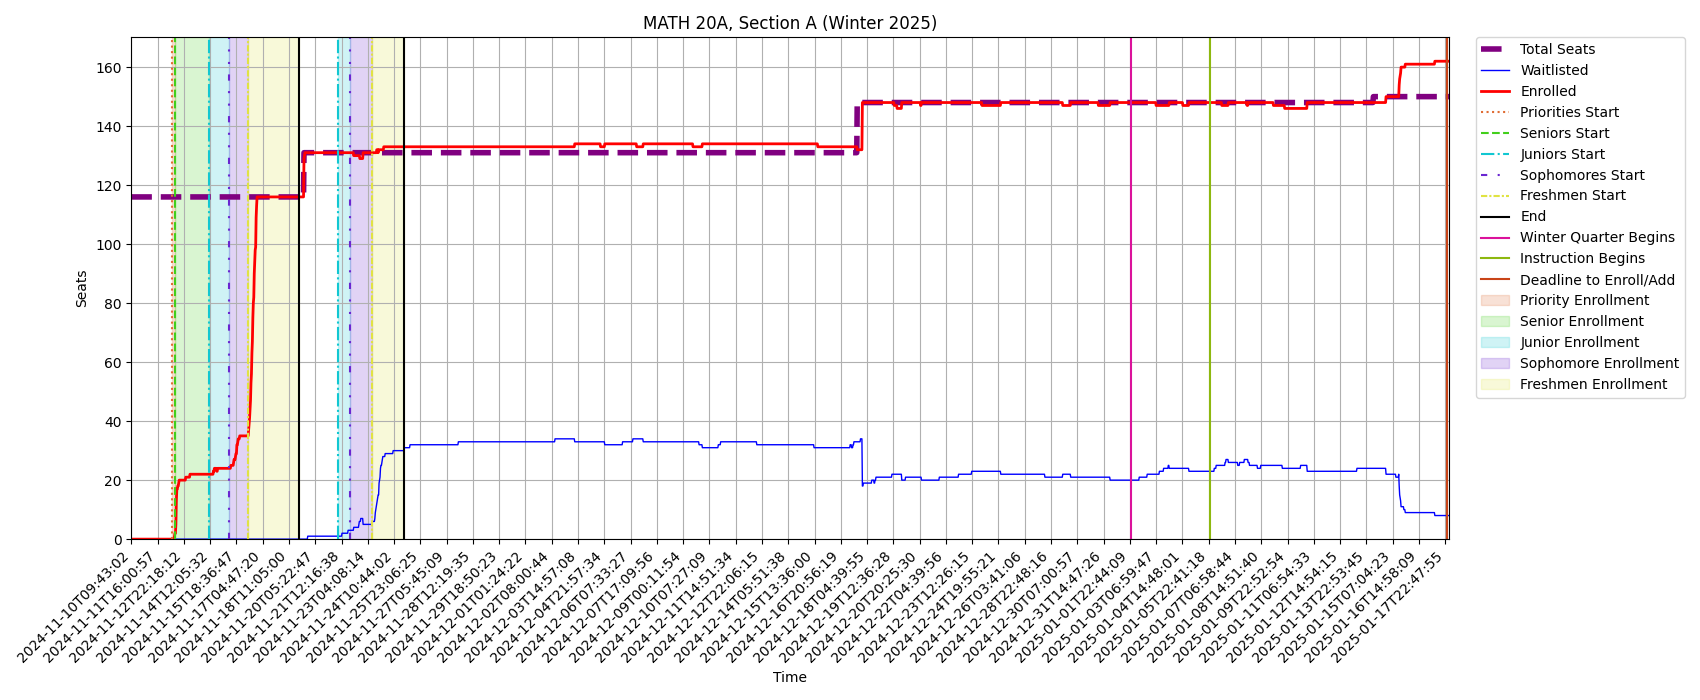 MATH 20A, Section A (Winter 2025)
Seats
160
140
120
100
80
60
40
20
0
2024-11-10T09:43:02
2024-11-11T16:00:57
2024-11-12T22:18:12
2024-11-14T12:05:32
2024-11-15T18:36:47
2024-11-17T04:47:20
2024-11-18T11:05:00
2024-11-20T05:22:47
2024-11-21T12:16:38
2024-11-23T04:08:14
2024-11-24T10:44:02
2024-11-25T23:06:25
2024-11-27T05:45:09
2024-11-28T12:19:35
2024-11-29T18:50:23
2024-12-01T01:24:22
2024-12-02T08:00:44
2024-12-03T14:57:08
2024-12-04T21:57:34
2024-12-06T07:33:27
2024-12-07T17:09:56
2024-12-09T00:11:54
2024-12-10T07:27:09
2024-12-11T14:51:34
2024-12-12T22:06:15
2024-12-14T05:51:38
2024-12-15T13:36:00
2024-12-16T20:56:19
2024-12-18T04:39:55
2024-12-19T12:36:28
2024-12-20T20:25:30
2024-12-22T04:39:56
2024-12-23T12:26:15
2024-12-24T19:55:21
2024-12-26T03:41:06
2024-12-28T22:48:16
2024-12-30T07:00:57
2024-12-31T14:47:26
2025-01-01T22:44:09
2025-01-03T06:59:47
2025-01-04T14:48:01
2025-01-05T22:41:18
2025-01-07T06:58:44
2025-01-08T14:51:40
2025-01-09T22:52:54
2025-01-11T06:54:33
2025-01-12T14:54:15
2025-01-13T22:53:45
2025-01-15T07:04:23
2025-01-16T14:58:09
2025-01-17T22:47:55
Time
Total Seats
Waitlisted
Enrolled
Priorities Start
Seniors Start
Juniors Start
Sophomores Start
Freshmen Start
End
Winter Quarter Begins
Instruction Begins
Deadline to Enroll/Add
Priority Enrollment
Senior Enrollment
Junior Enrollment
Sophomore Enrollment
Freshmen Enrollment